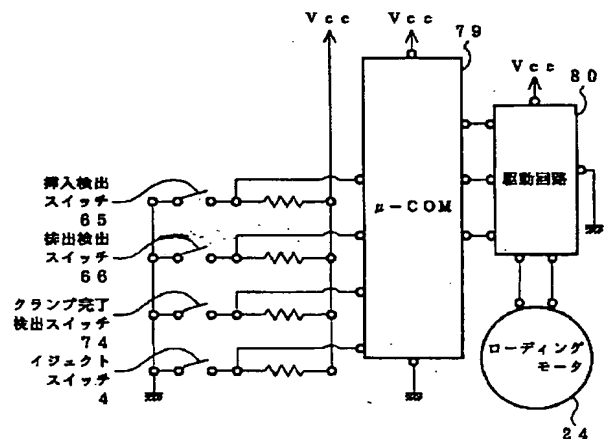 Vcc
Vcc
79
Vcc
80
挿入検出
スイッチ
65
排出検出
スイッチ
66
クランプ完了
検出スイッチ
74
イジェクト
スイッチ
4
μ-COM
駆動回路
ローディング
モータ
24